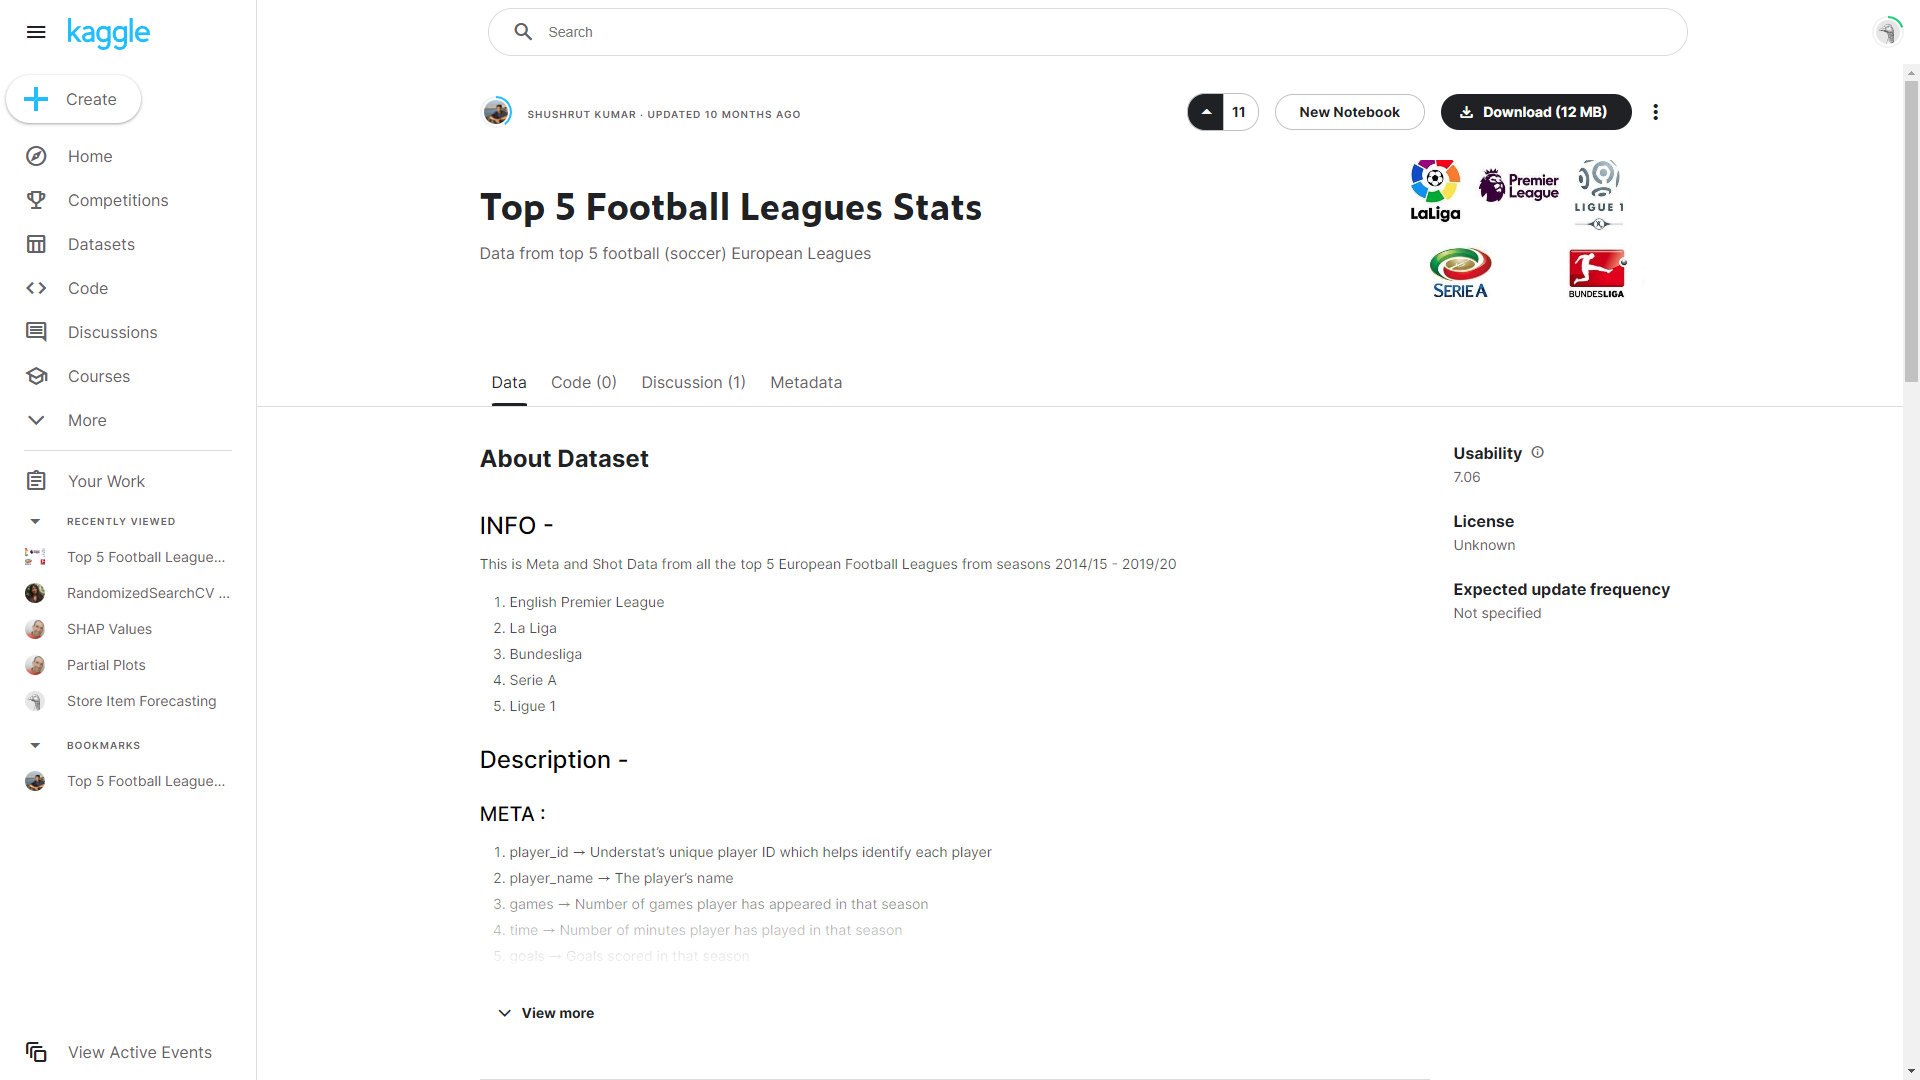 kaggle
Search
Create
Home
Competitions
Datasets
Code
Discussions
Courses
More
Your Work
RECENTLY VIEWED
Top 5 Football League...
RandomizedSearchCV ...
SHAP Values
Partial Plots
Store Item Forecasting
BOOKMARKS
Top 5 Football League...
View Active Events
SHUSHRUT KUMAR · UPDATED 10 MONTHS AGO
11
New Notebook
Download (12 MB)
Top 5 Football Leagues Stats
Data from top 5 football (soccer) European Leagues
LaLiga
Premier
League
LIGUE 1
SERIE A
BUNDESLIGA
Data
Code (0)
Discussion (1)
Metadata
About Dataset
INFO -
This is Meta and Shot Data from all the top 5 European Football Leagues from seasons 2014/15 - 2019/20
1. English Premier League
2. La Liga
3. Bundesliga
4. Serie A
5. Ligue 1
Description -
META :
1. player_id → Understat's unique player ID which helps identify each player
2. player_name → The player's name
3. games → Number of games player has appeared in that season
4. time → Number of minutes player has played in that season
5. goals → Goals scored in that season
View more
Usability
7.06
License
Unknown
Expected update frequency
Not specified